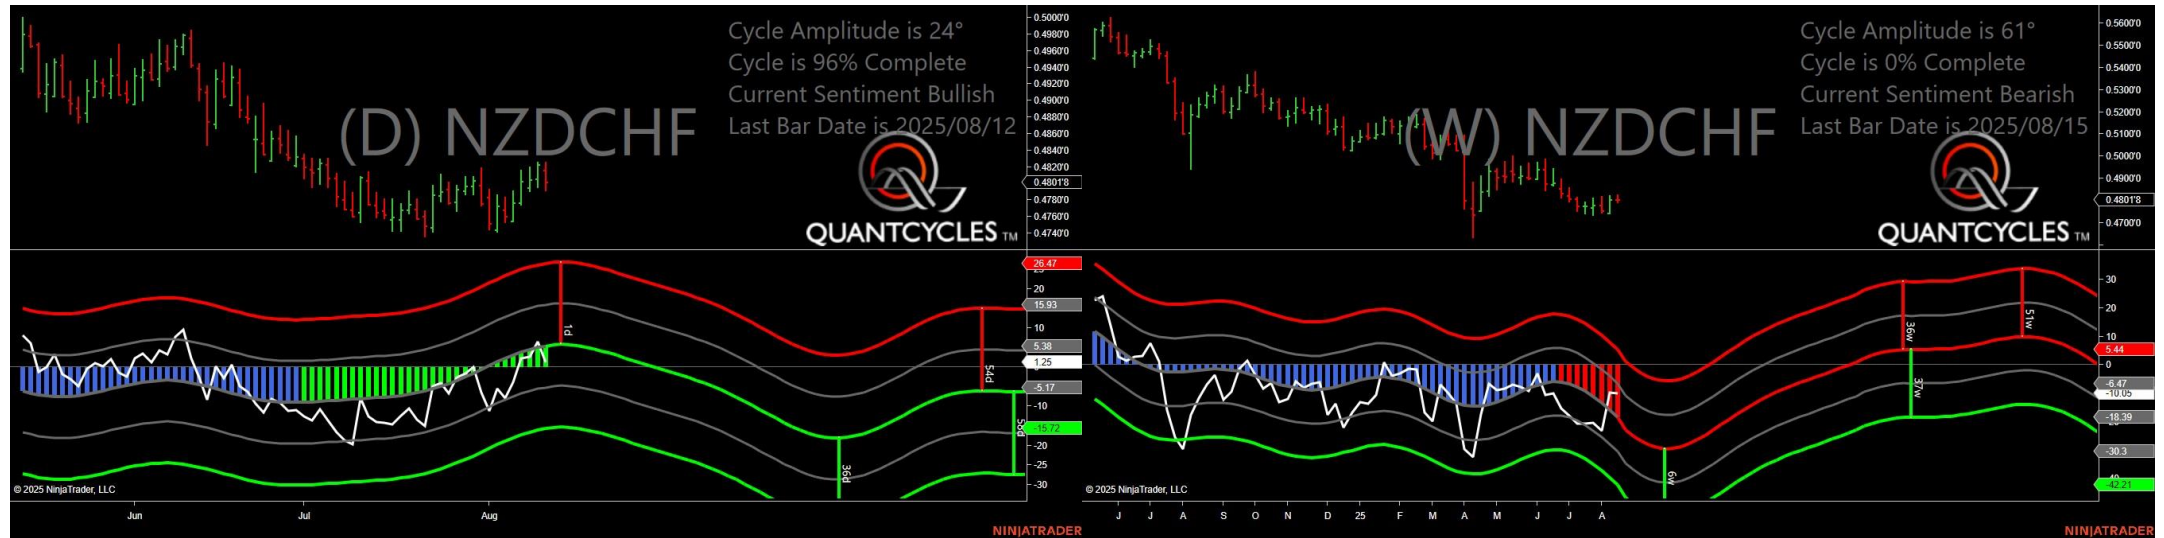 Cycle Amplitude is 24°
Cycle is 96% Complete
Current Sentiment Bullish
Last Bar Date is 2025/08/12
(D) NZDCHF
QUANTCYCLES TM
0.5000'0
0.4980'0
0.4960'0
0.4940'0
0.4920'0
0.4900'0
0.4880'0
0.4860'0
0.4840'0
0.4820'0
0.4801'8
0.4780'0
0.4760'0
0.4740'0
26.47
20
15.93
10
5.38
1.25
-5.17
-10
-15.72
-20
-25
-30
1d
36d
54d
58d
© 2025 NinjaTrader, LLC
Jun
Jul
Aug
NINJATRADER
Cycle Amplitude is 61°
Cycle is 0% Complete
Current Sentiment Bearish
Last Bar Date is 2025/08/15
(W) NZDCHF
QUANTCYCLES TM
0.5600'0
0.5500'0
0.5400'0
0.5300'0
0.5200'0
0.5100'0
0.5000'0
0.4900'0
0.4801'8
0.4700'0
30
20
10
5.44
0
-6.47
-10.05
-18.39
-30.3
-42.21
6w
36w
37w
51w
© 2025 NinjaTrader, LLC
J
J
A
S
O
N
D
25
F
M
A
M
J
J
A
NINJATRADER